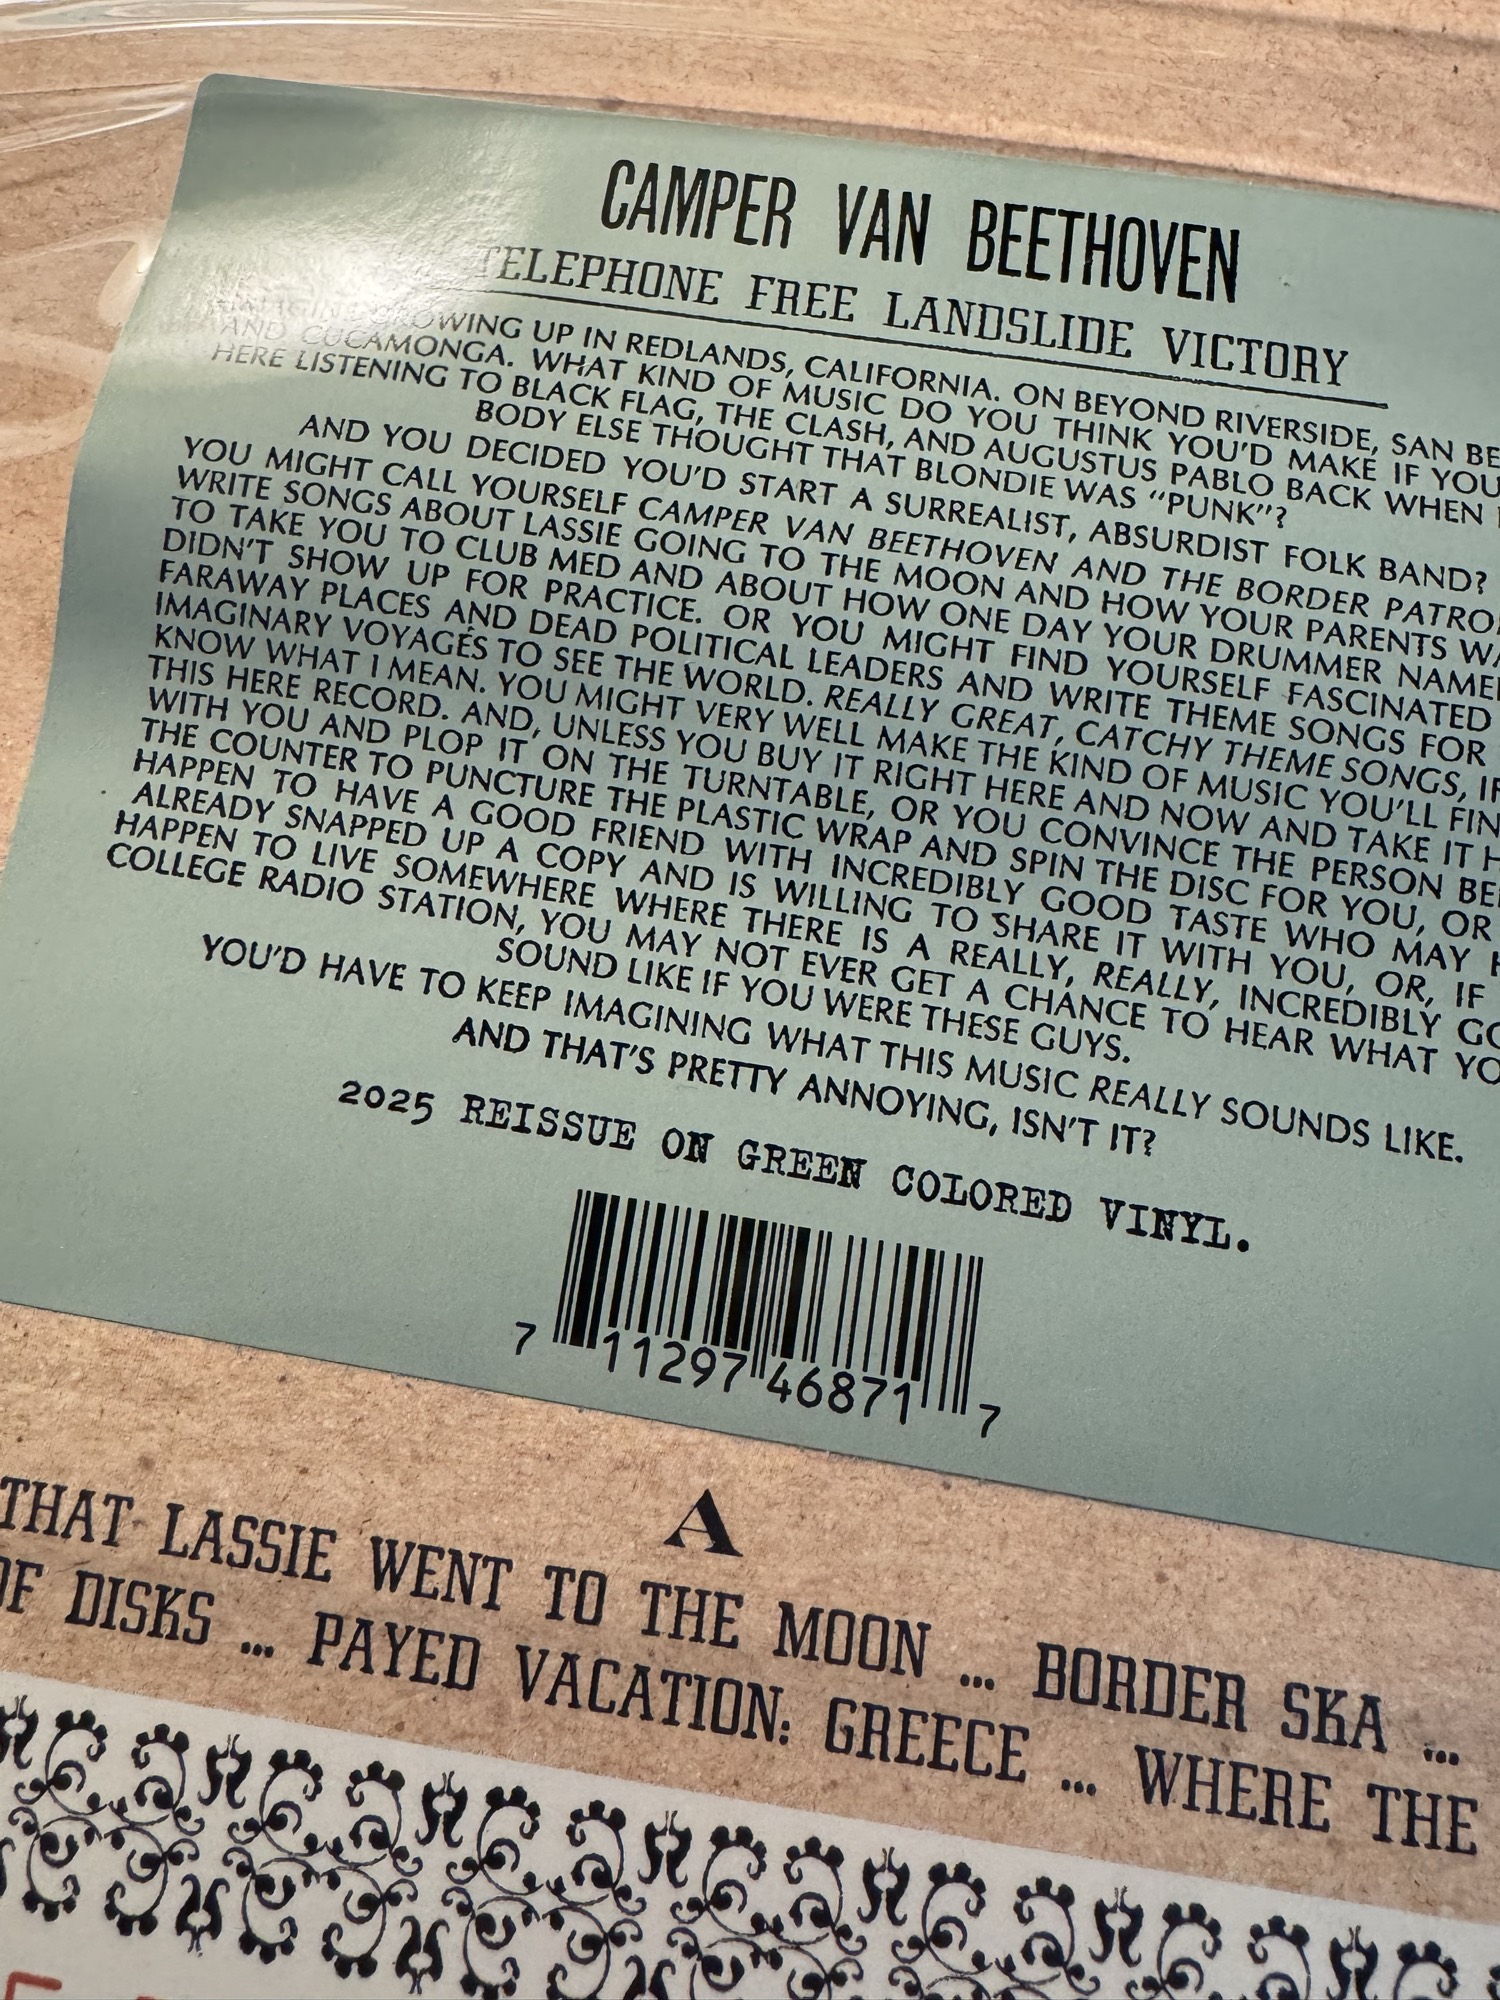 CAMPER VAN BEETHOVEN
TELEPHONE FREE LANDSLIDE VICTORY
IMAGINE GROWING UP IN REDLANDS, CALIFORNIA. ON BEYOND RIVERSIDE, SAN BE
AND CUCAMONGA. WHAT KIND OF MUSIC DO YOU THINK YOU'D MAKE IF YOU
HERE LISTENING TO BLACK FLAG, THE CLASH, AND AUGUSTUS PABLO BACK WHEN
BODY ELSE THOUGHT THAT BLONDIE WAS "PUNK"?
AND YOU DECIDED YOU'D START A SURREALIST, ABSURDIST FOLK BAND?
YOU MIGHT CALL YOURSELF CAMPER VAN BEETHOVEN AND THE BORDER PATRO
WRITE SONGS ABOUT LASSIE GOING TO THE MOON AND HOW YOUR PARENTS WA
TO TAKE YOU TO CLUB MED AND ABOUT HOW ONE DAY YOUR DRUMMER NAME
DIDN'T SHOW UP FOR PRACTICE. OR YOU MIGHT FIND YOURSELF FASCINATED
FARAWAY PLACES AND DEAD POLITICAL LEADERS AND WRITE THEME SONGS FOR
IMAGINARY VOYAGÉS TO SEE THE WORLD. REALLY GREAT, CATCHY THEME SONGS, IF
KNOW WHAT I MEAN. YOU MIGHT VERY WELL MAKE THE KIND OF MUSIC YOU'LL FIN
THIS HERE RECORD. AND, UNLESS YOU BUY IT RIGHT HERE AND NOW AND TAKE IT H
WITH YOU AND PLOP IT ON THE TURNTABLE, OR YOU CONVINCE THE PERSON BE
THE COUNTER TO PUNCTURE THE PLASTIC WRAP AND SPIN THE DISC FOR YOU, OR
HAPPEN TO HAVE A GOOD FRIEND WITH INCREDIBLY GOOD TASTE WHO MAY H
ALREADY SNAPPED UP A COPY AND IS WILLING TO SHARE IT WITH YOU, OR, IF
HAPPEN TO LIVE SOMEWHERE WHERE THERE IS A REALLY, REALLY, INCREDIBLY GO
COLLEGE RADIO STATION, YOU MAY NOT EVER GET A CHANCE TO HEAR WHAT YO
SOUND LIKE IF YOU WERE THESE GUYS.
YOU'D HAVE TO KEEP IMAGINING WHAT THIS MUSIC REALLY SOUNDS LIKE.
AND THAT'S PRETTY ANNOYING, ISN'T IT?
2025 REISSUE ON GREEN COLORED VINYL.
7 11297 46871 7
A
THAT LASSIE WENT TO THE MOON ... BORDER SKA ...
OF DISKS ... PAYED VACATION: GREECE ... WHERE THE